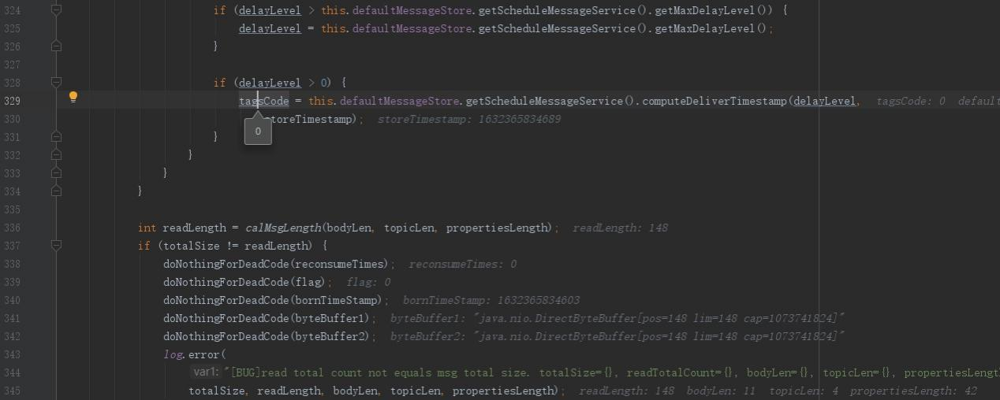 324 if (delayLevel > this.defaultMessageStore.getScheduleMessageService().getMaxDelayLevel()) {
325 delayLevel = this.defaultMessageStore.getScheduleMessageService().getMaxDelayLevel();
326 }
327
328 if (delayLevel > 0) {
329 tagsCode = this.defaultMessageStore.getScheduleMessageService().computeDeliverTimestamp(delayLevel, tagsCode: 0 default
330 toreTimestamp); storeTimestamp: 1632365834689
0
331 }
332 }
333 }
334 }
335
336 int readLength = calMsgLength(bodyLen, topicLen, propertiesLength); readLength: 148
337 if (totalSize != readLength) {
338 doNothingForDeadCode(reconsumeTimes); reconsumeTimes: 0
339 doNothingForDeadCode(flag); flag: 0
340 doNothingForDeadCode(bornTimeStamp); bornTimeStamp: 1632365834603
341 doNothingForDeadCode(byteBuffer1); byteBuffer1: "java.nio.DirectByteBuffer[pos=148 lim=148 cap=1073741824]"
342 doNothingForDeadCode(byteBuffer2); byteBuffer2: "java.nio.DirectByteBuffer[pos=148 lim=148 cap=1073741824]"
343 log.error(
344 var1: "[BUG]read total count not equals msg total size. totalSize={}, readTotalCount={}, bodyLen={}, topicLen={}, propertiesLengt
345 totalSize, readLength, bodyLen, topicLen, propertiesLength); readLength: 148 bodyLen: 11 topicLen: 4 propertiesLength: 42